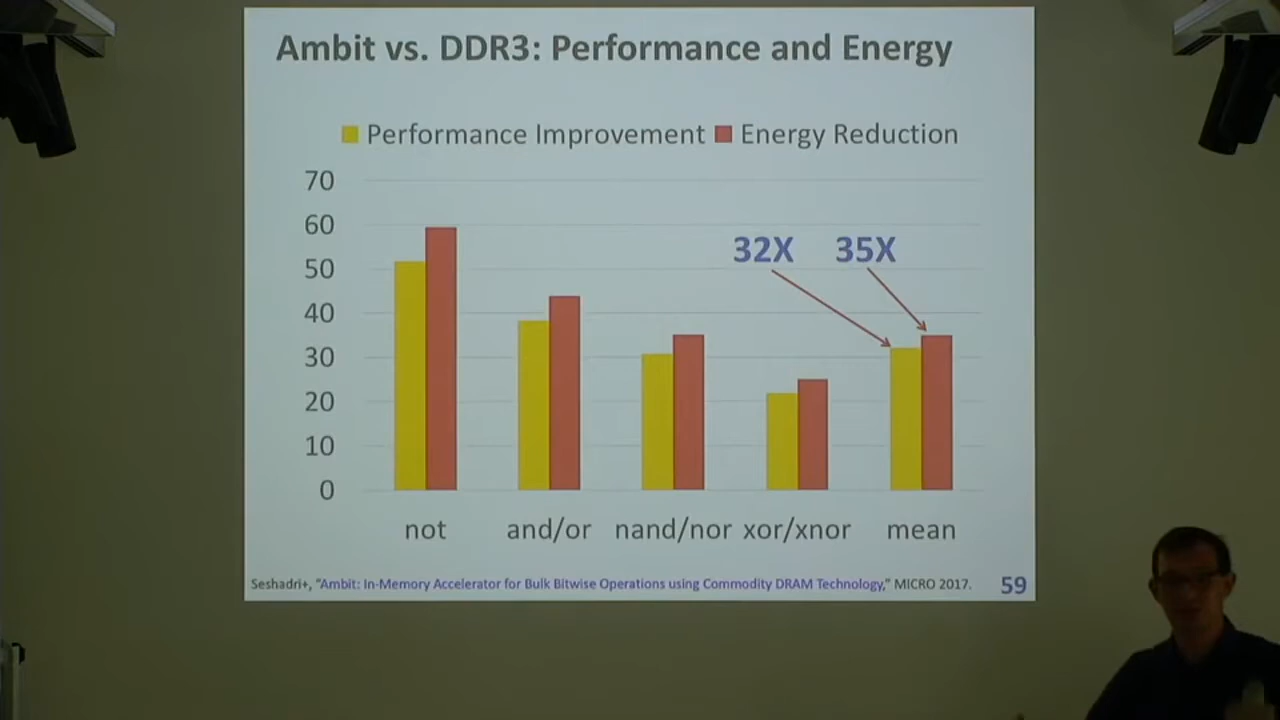 Ambit vs. DDR3: Performance and Energy
Performance Improvement Energy Reduction
70
60
50
40
30
20
10
0
32X 35X
not and/or nand/nor xor/xnor mean
Seshadri+, “Ambit: In-Memory Accelerator for Bulk Bitwise Operations using Commodity DRAM Technology,” MICRO 2017. 59